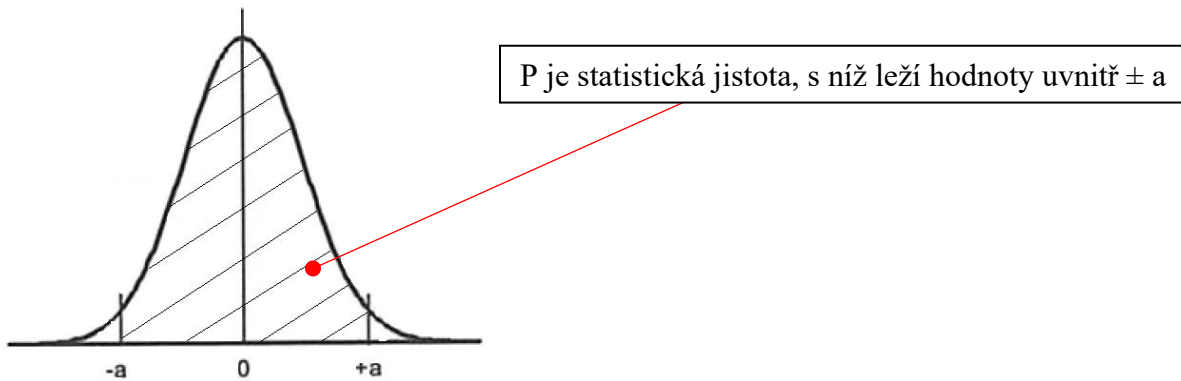 P je statistická jistota, s níž leží hodnoty uvnitř ± a
-a 0 +a